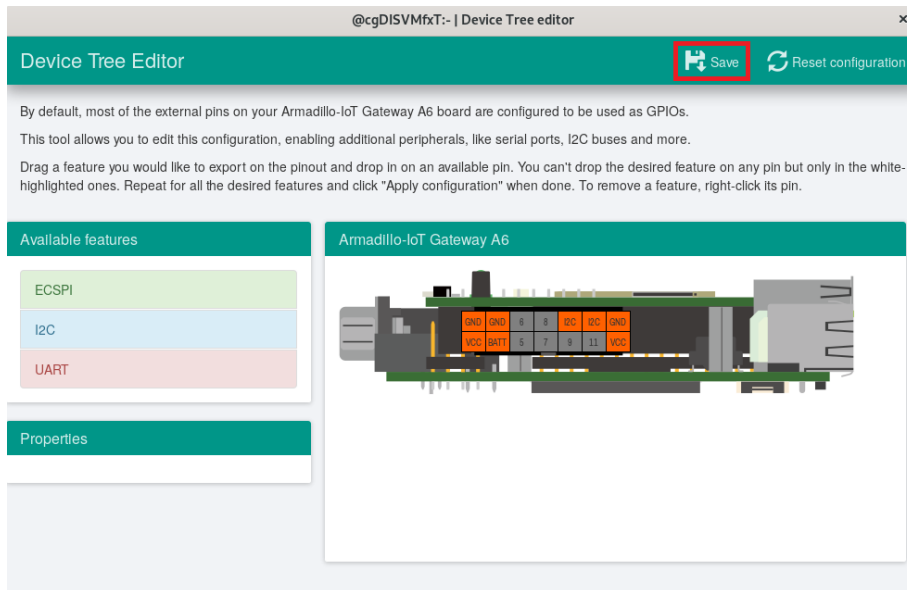 @cgDISVMfxT:~ | Device Tree editor
×
Device Tree Editor
Save
Reset configuration
By default, most of the external pins on your Armadillo-IoT Gateway A6 board are configured to be used as GPIOs.
This tool allows you to edit this configuration, enabling additional peripherals, like serial ports, I2C buses and more.
Drag a feature you would like to export on the pinout and drop in on an available pin. You can't drop the desired feature on any pin but only in the white-
highlighted ones. Repeat for all the desired features and click "Apply configuration" when done. To remove a feature, right-click its pin.
Available features
ECSPI
I2C
UART
Properties
Armadillo-IoT Gateway A6
GND GND 6 8 I2C I2C GND
VCC BATT 5 7 9 11 VCC